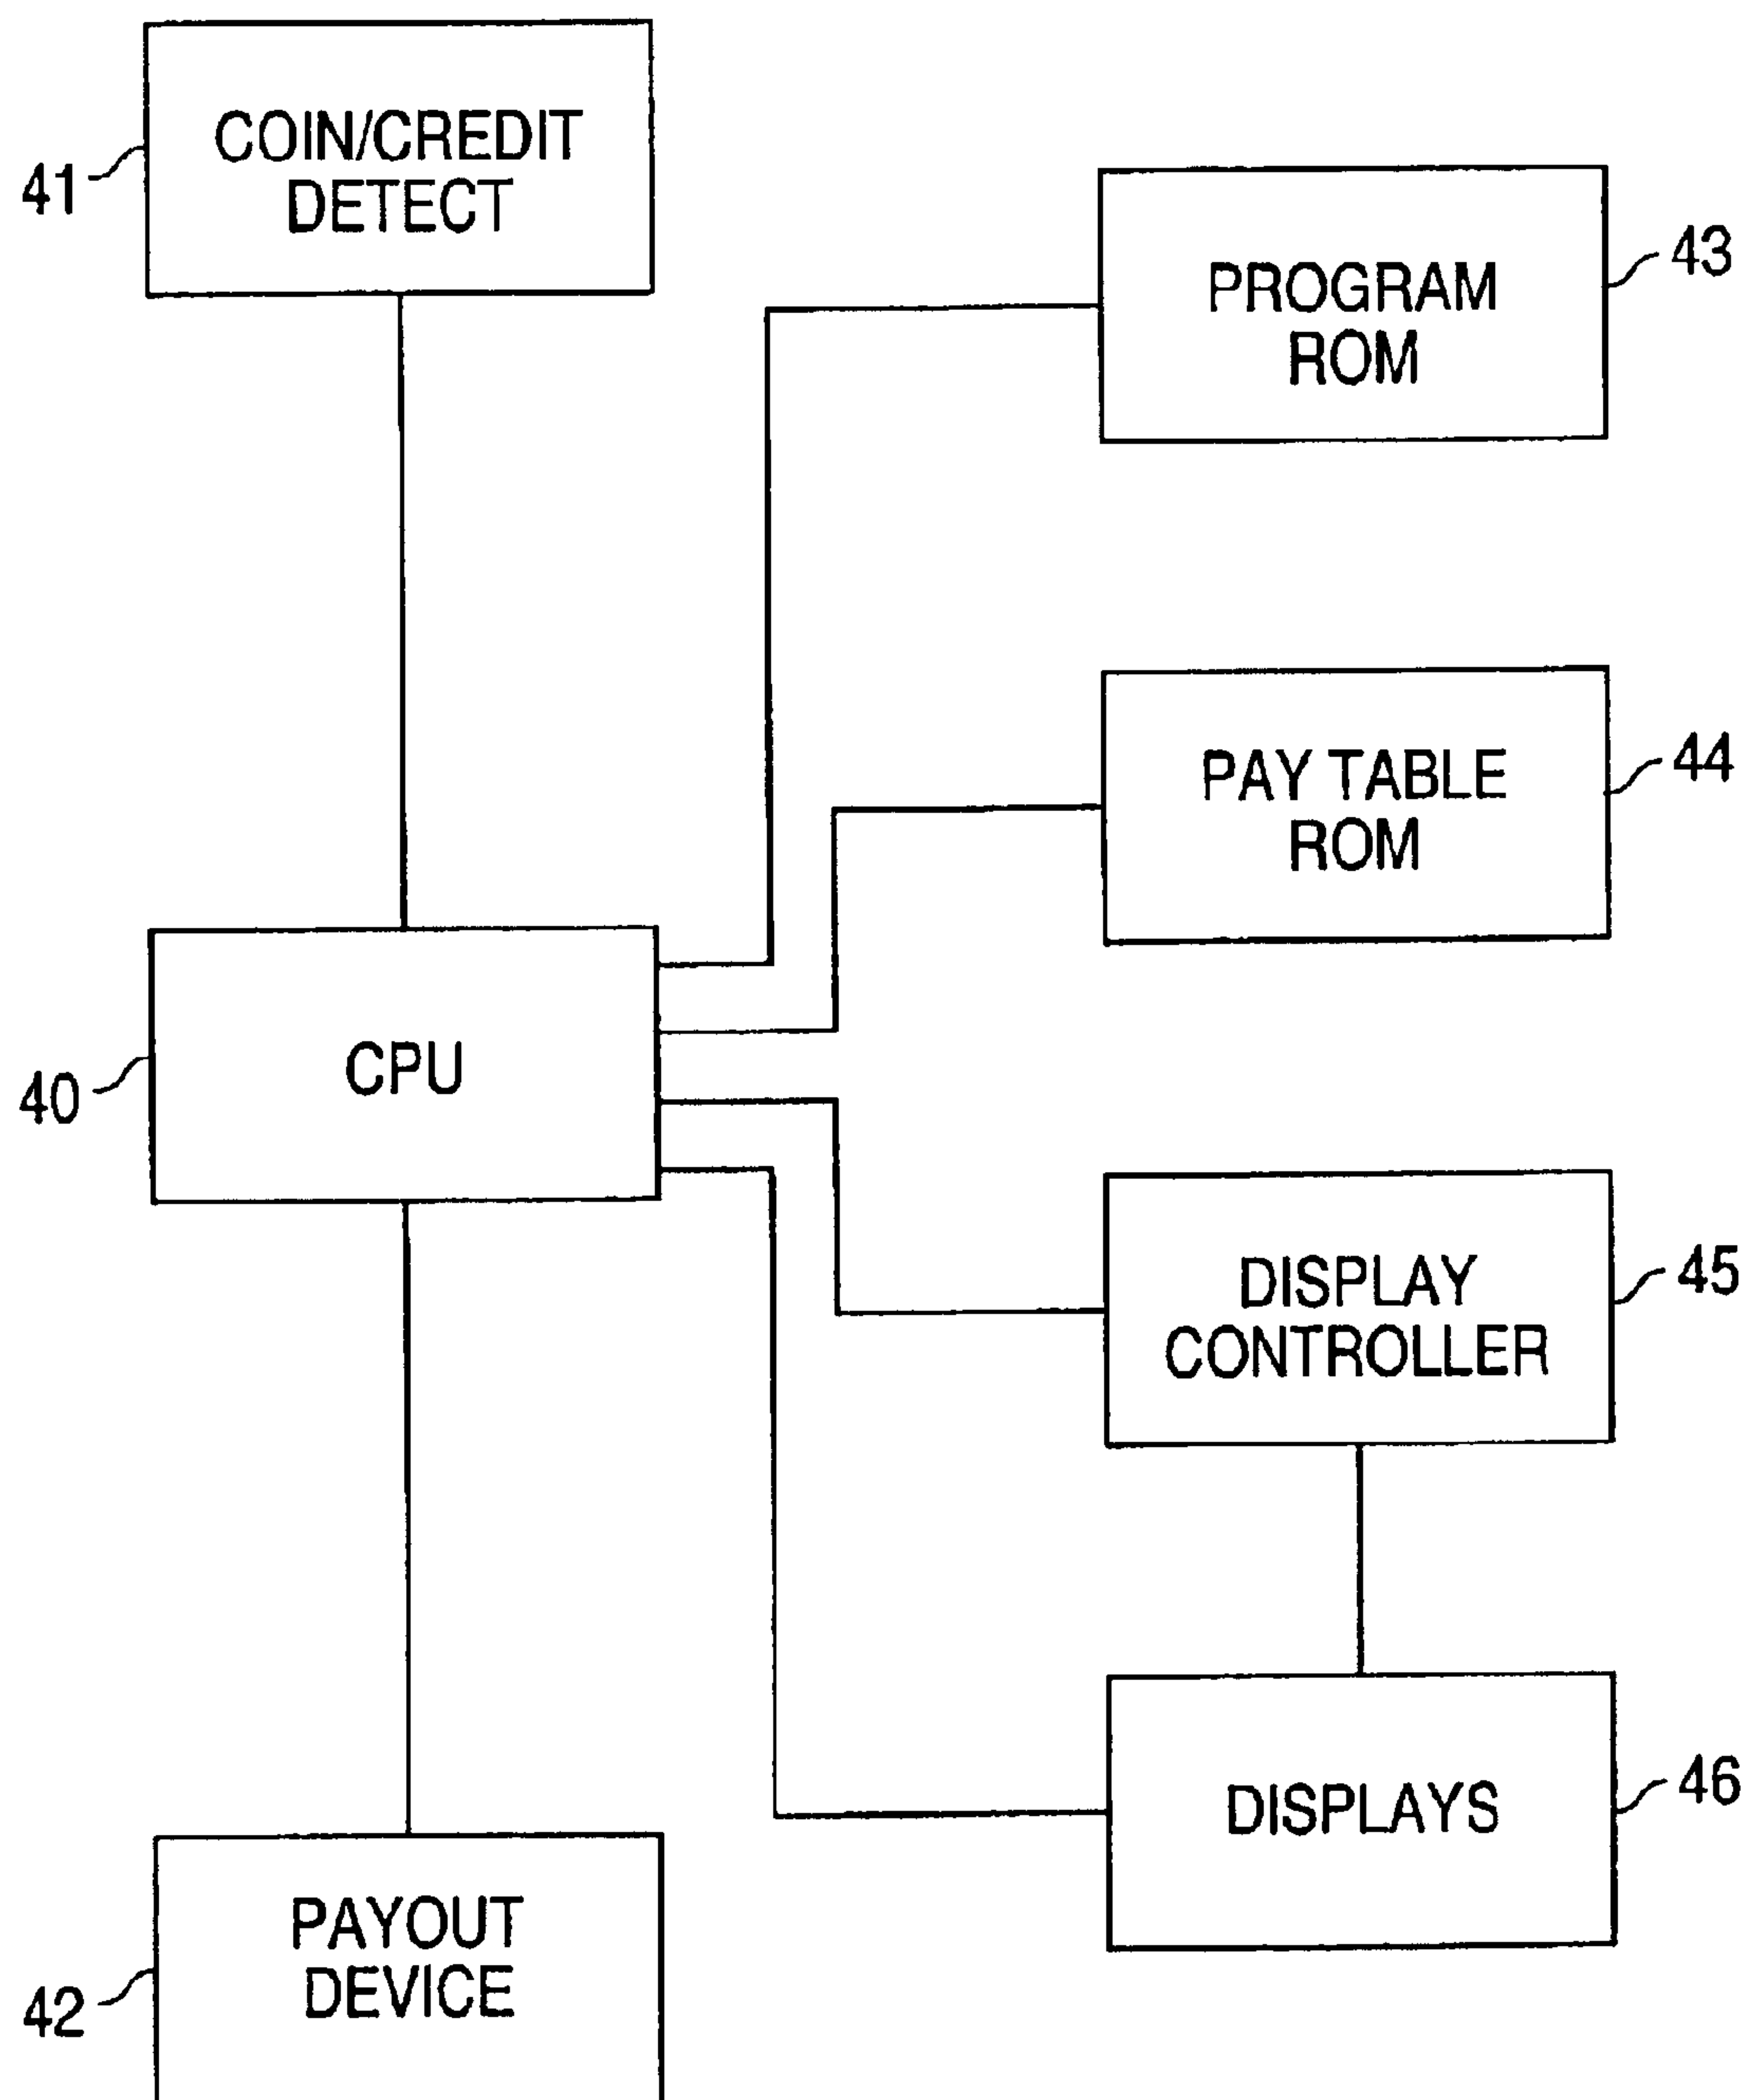 COIN/CREDIT
DETECT
41
PROGRAM
ROM
43
PAY TABLE
ROM
44
CPU
40
DISPLAY
CONTROLLER
45
DISPLAYS
46
PAYOUT
DEVICE
42